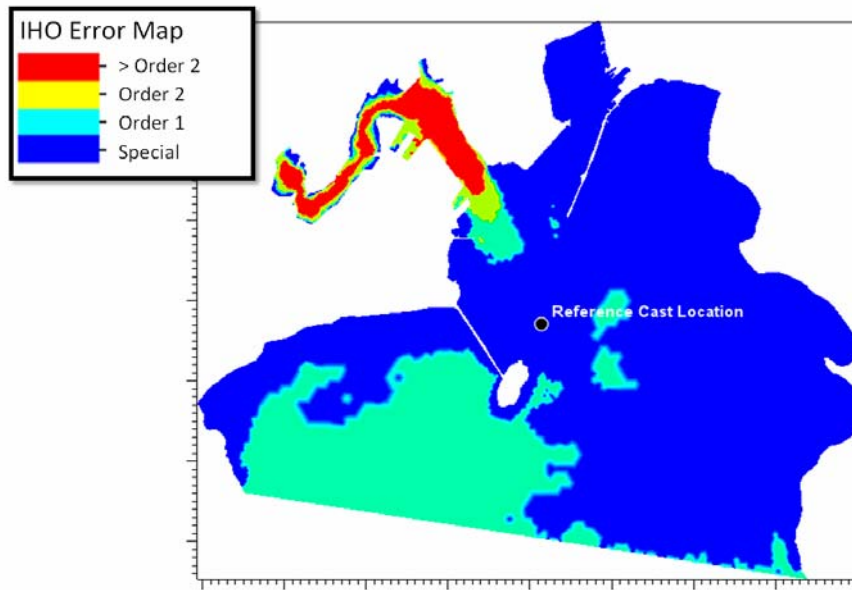 IHO Error Map
> Order 2
Order 2
Order 1
Special
Reference Cast Location